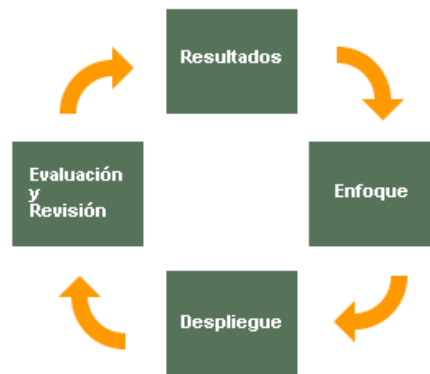 Resultados
Enfoque
Despliegue
Evaluación
y
Revisión